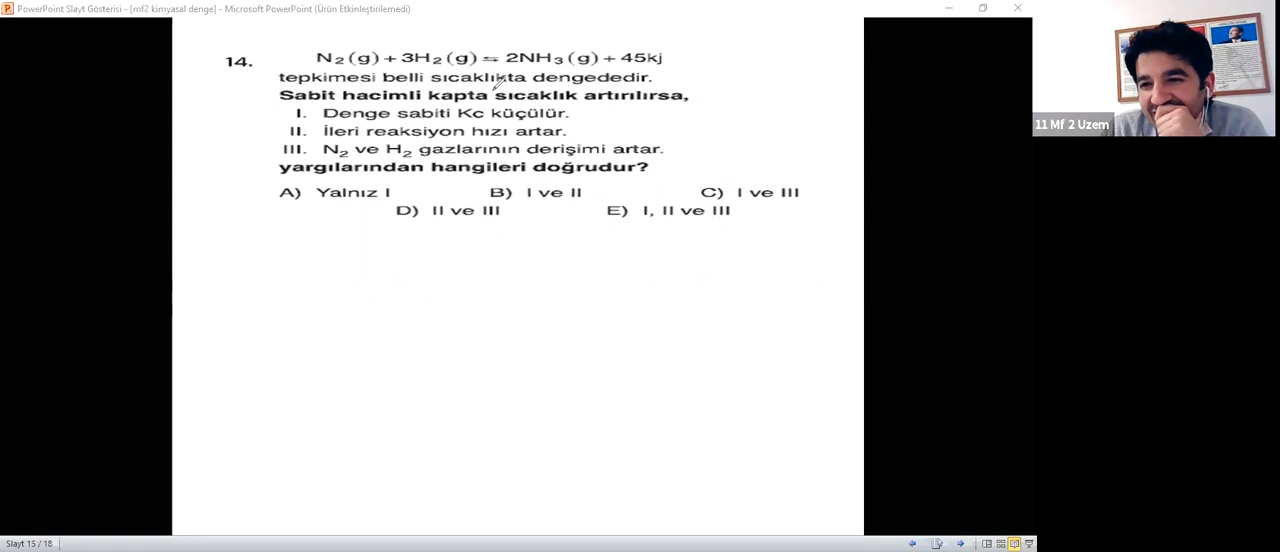 PowerPoint Slayt Gösterisi - [mf2 kimyasal denge] - Microsoft PowerPoint (Ürün Etkinleştirilemedi)
14. N₂(g) + 3H₂(g) ⇋ 2NH₃(g) + 45kj
tepkimesi belli sıcaklıkta dengededir.
Sabit hacimli kapta sıcaklık artırılırsa,
I. Denge sabiti Kc küçülür.
II. İleri reaksiyon hızı artar.
III. N₂ ve H₂ gazlarının derişimi artar.
yargılarından hangileri doğrudur?
A) Yalnız I B) I ve II C) I ve III
D) II ve III E) I, II ve III
11 Mf 2 Uzem
Slayt 15 / 18